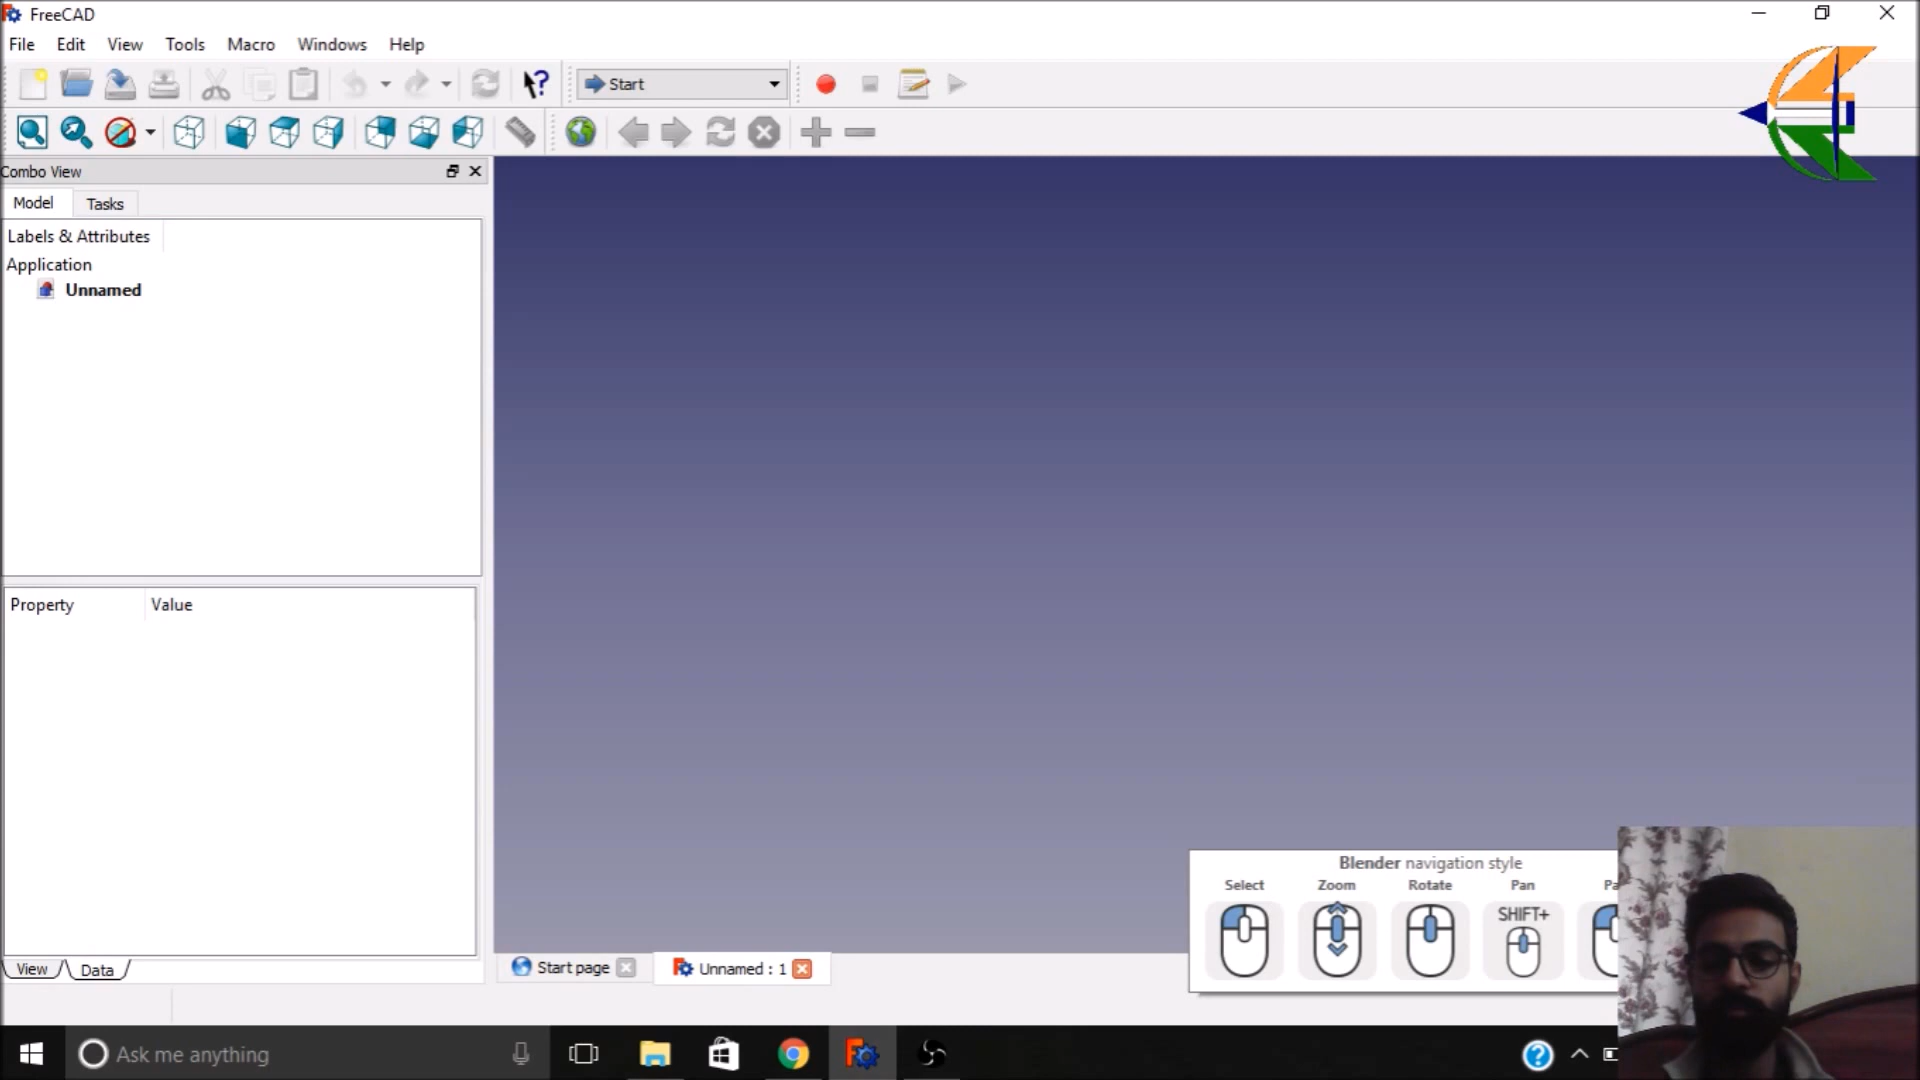 FreeCAD
File Edit View Tools Macro Windows Help
Start
Combo View
Model Tasks
Labels & Attributes
Application
Unnamed
Property Value
View Data
Start page Unnamed : 1
Blender navigation style
Select Zoom Rotate Pan
SHIFT+
Ask me anything